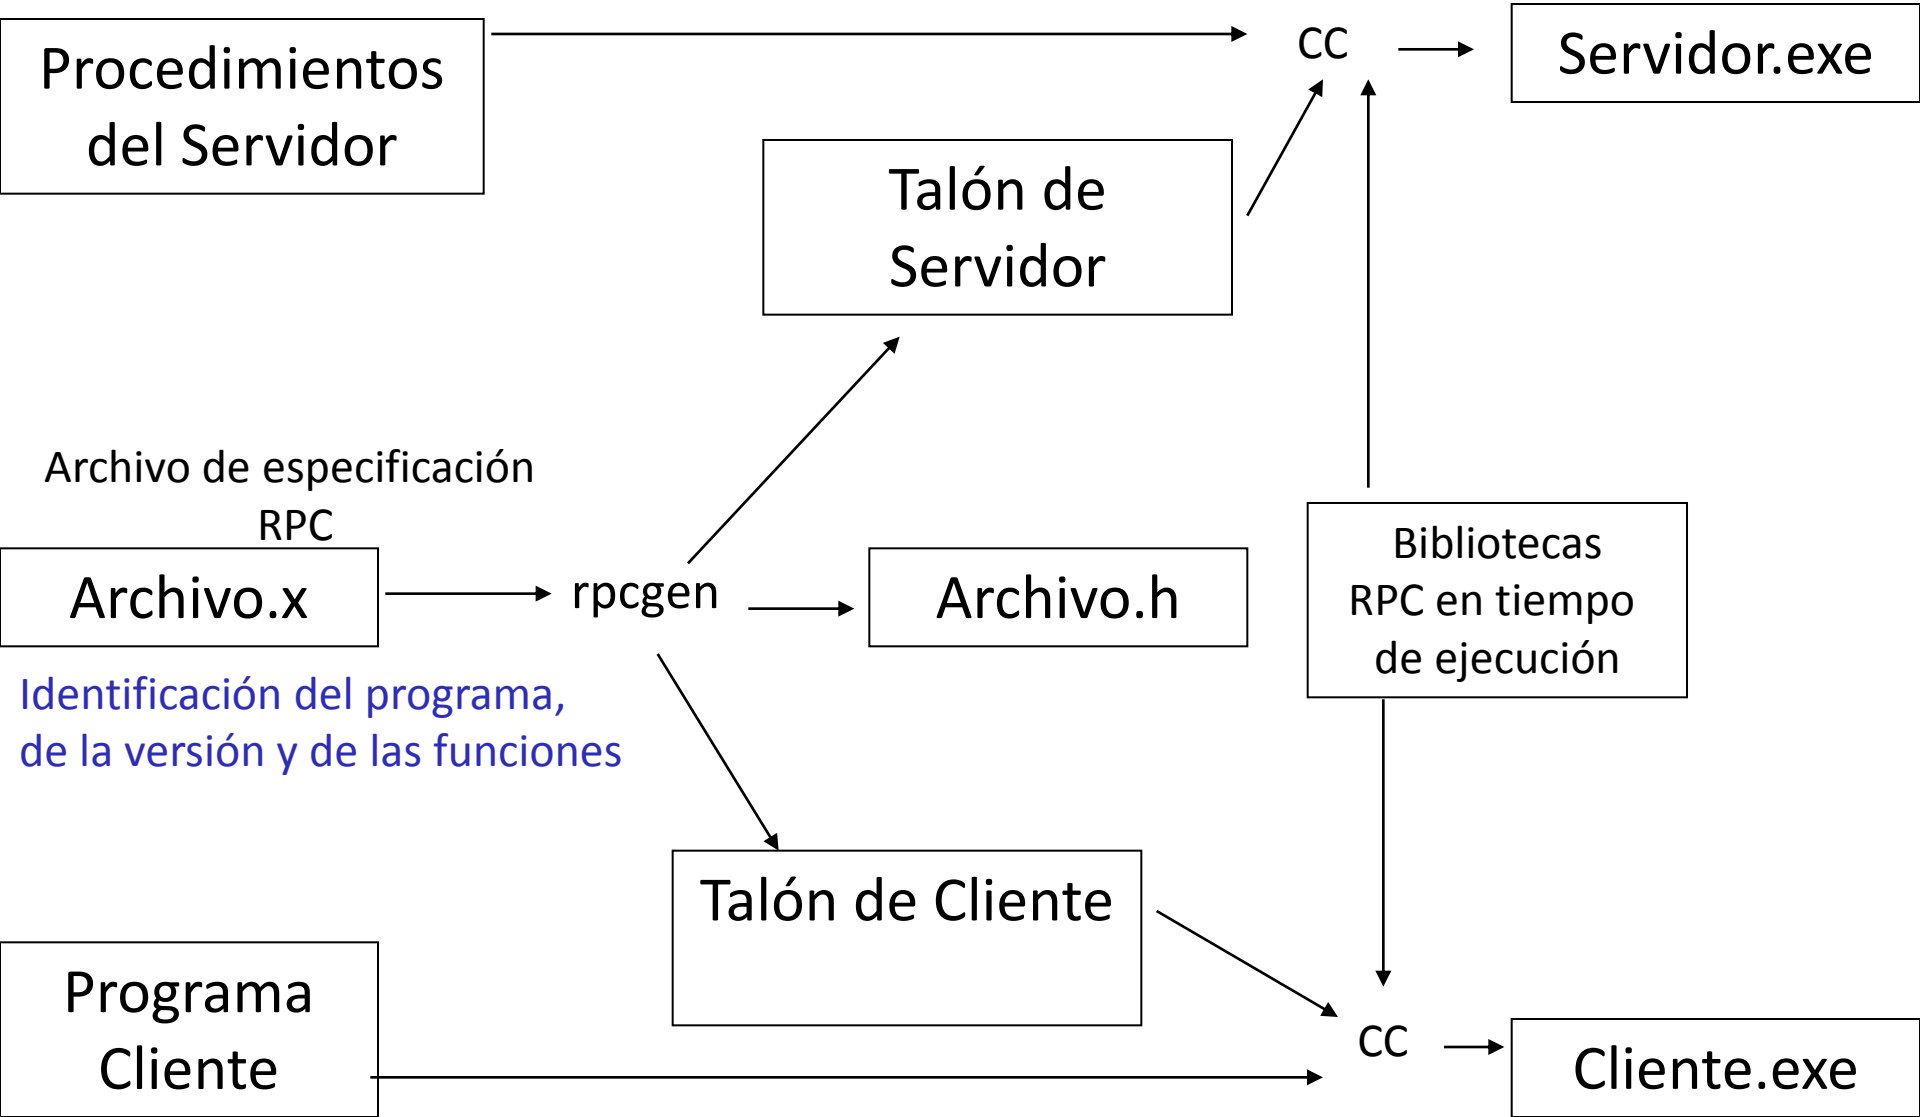 Procedimientos
del Servidor
CC
Servidor.exe
Talón de
Servidor
Archivo de especificación
RPC
Archivo.x
rpcgen
Archivo.h
Bibliotecas
RPC en tiempo
de ejecución
Identificación del programa,
de la versión y de las funciones
Talón de Cliente
Programa
Cliente
CC
Cliente.exe